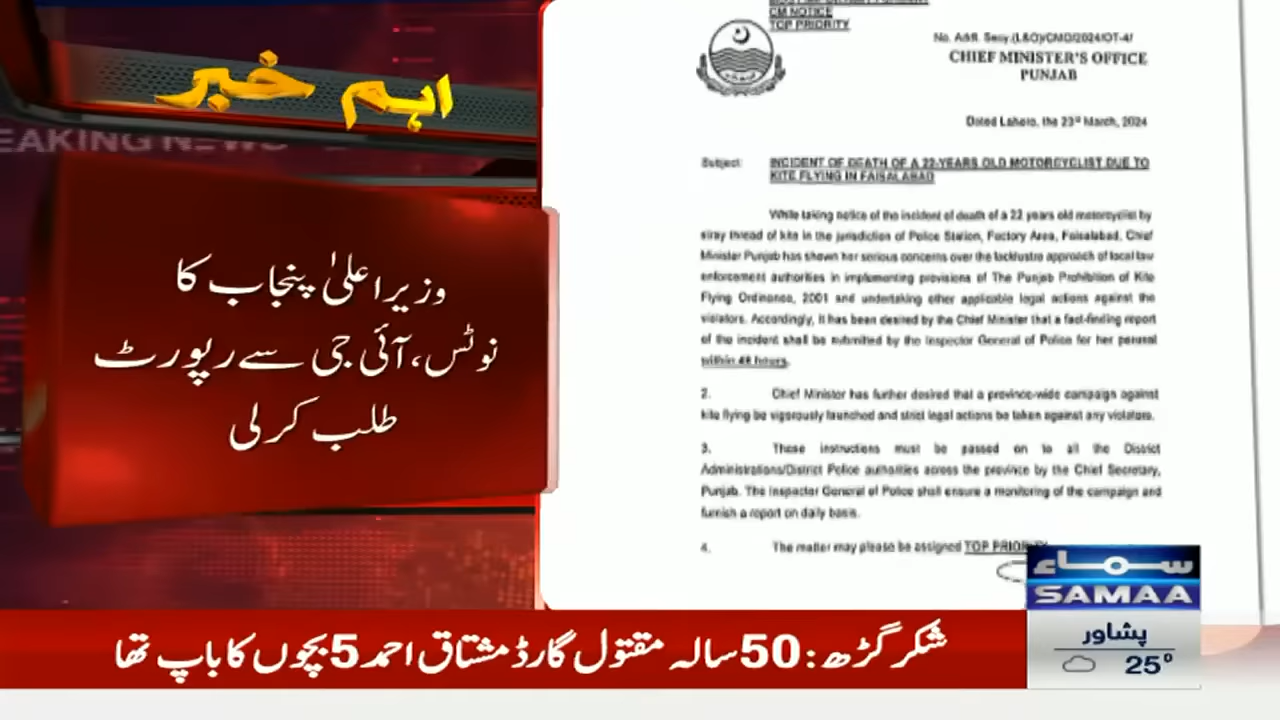 اہم خبر
EAKING NEWS
وزیراعلیٰ پنجاب کا
نوٹس، آئی جی سے رپورٹ
طلب کرلی
CM NOTICE
TOP PRIORITY
CHIEF MINISTER'S OFFICE
PUNJAB
Dated Lahore, the 23rd March, 2024
Subject: INCIDENT OF DEATH OF A 22-YEARS OLD MOTORCYCLIST DUE TO
KITE FLYING IN FAISALABAD
While taking notice of the incident of death of a 22 years old motorcyclist by
stray thread of kite in the jurisdiction of Police Station, Factory Area, Faisalabad, Chief
Minister Punjab has shown her serious concerns over the lacklustre approach of local law
enforcement authorities in implementing provisions of The Punjab Prohibition of Kite
Flying Ordinance, 2001 and undertaking other applicable legal actions against the
violators. Accordingly, it has been desired by the Chief Minister that a fact-finding report
of the incident shall be submitted by the Inspector General of Police for her perusal
within 48 hours.
2. Chief Minister has further desired that a province-wide campaign against
kite flying be vigorously launched and strict legal actions be taken against any violators.
3. These instructions must be passed on to all the District
Administrations/District Police authorities across the province by the Chief Secretary,
Punjab. The Inspector General of Police shall ensure a monitoring of the campaign and
furnish a report on daily basis.
4. The matter may please be assigned TOP PRIORITY
سماء
SAMAA
پشاور
25°
شکرگڑھ: 50 سالہ مقتول گارڈ مشتاق احمد 5 بچوں کا باپ تھا